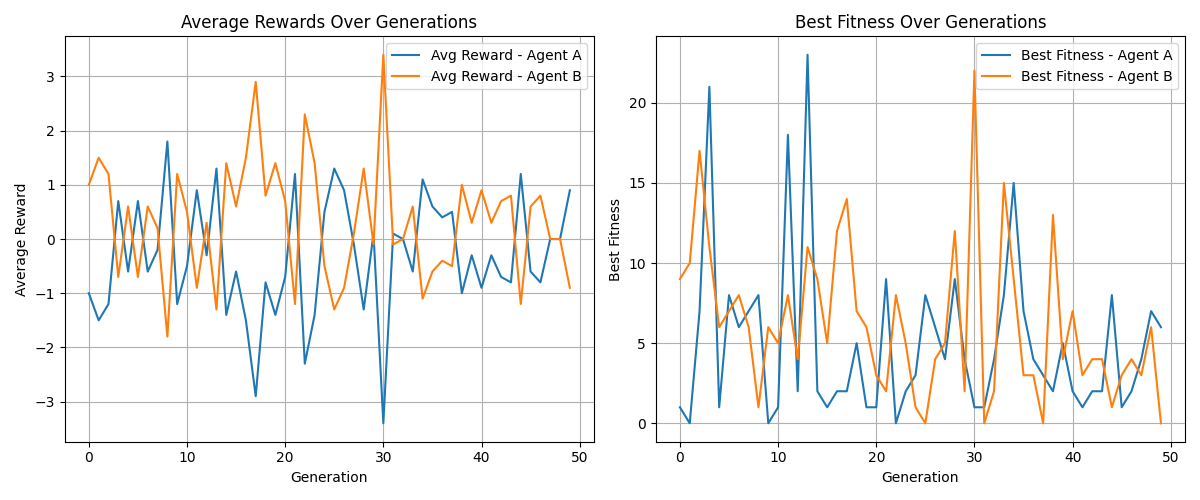 Average Rewards Over Generations
Avg Reward - Agent A
Avg Reward - Agent B
3
2
1
0
−1
−2
−3
Average Reward
0 10 20 30 40 50
Generation
Best Fitness Over Generations
Best Fitness - Agent A
Best Fitness - Agent B
20
15
10
5
0
Best Fitness
0 10 20 30 40 50
Generation